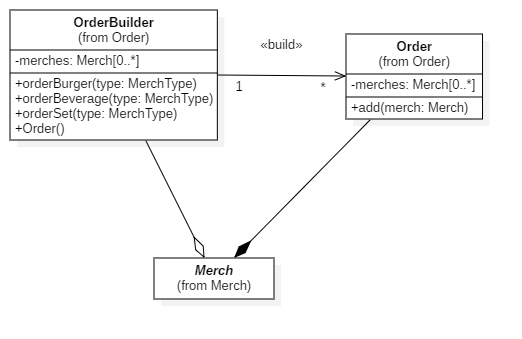 OrderBuilder
(from Order)
-merches: Merch[0..*]
+orderBurger(type: MerchType)
+orderBeverage(type: MerchType)
+orderSet(type: MerchType)
+Order()
«build»
1
*
Order
(from Order)
-merches: Merch[0..*]
+add(merch: Merch)
Merch
(from Merch)